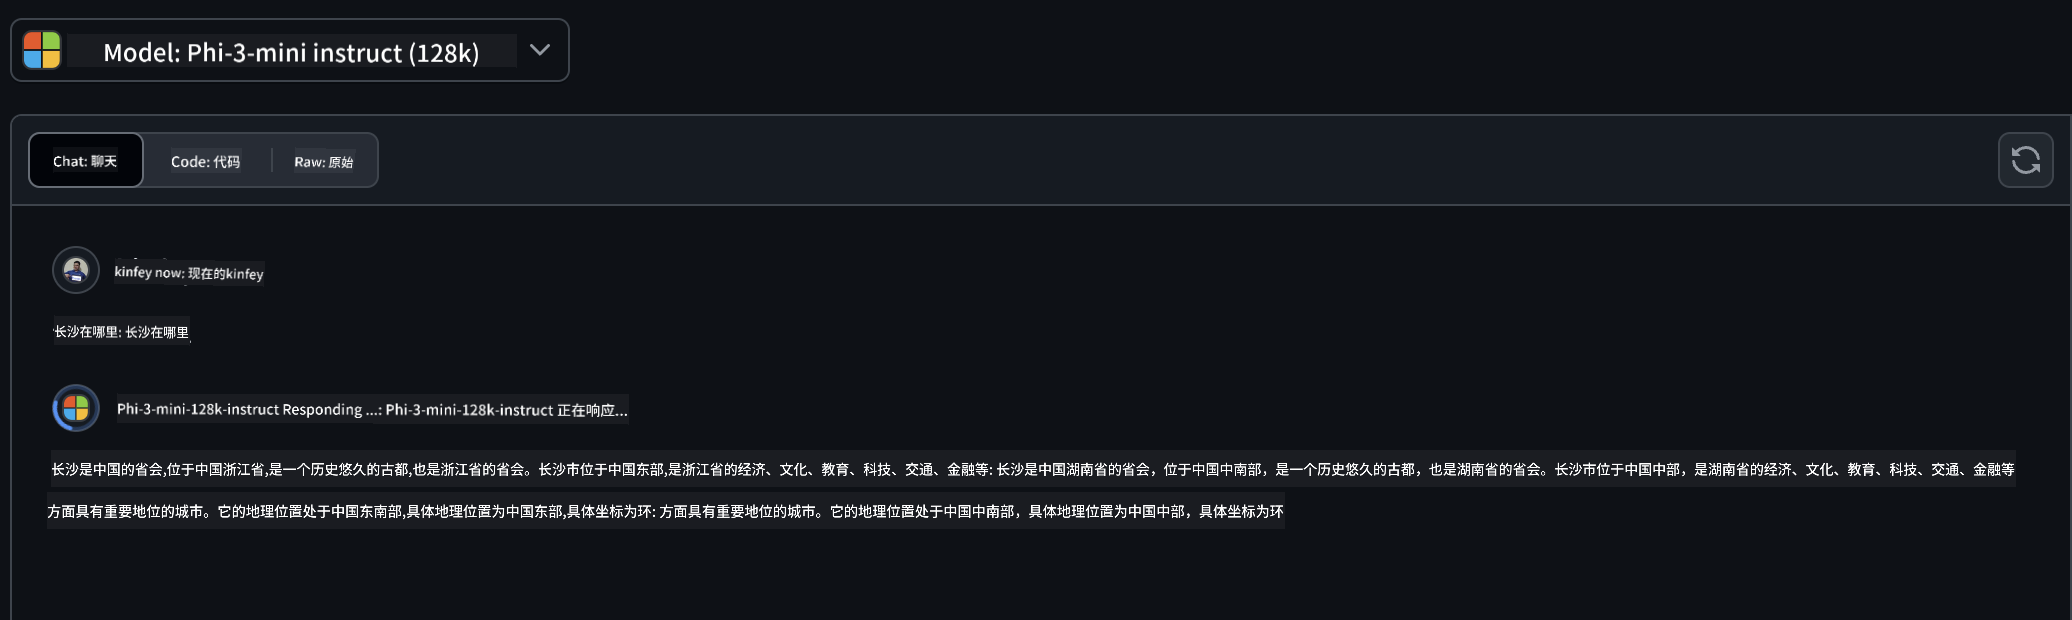 Model: Phi-3-mini instruct (128k)
Chat: 聊天
Code: 代码
Raw: 原始
kinfey now: 现在的kinfey
长沙在哪里: 长沙在哪里
Phi-3-mini-128k-instruct Responding ...: Phi-3-mini-128k-instruct 正在响应...
长沙是中国的省会,位于中国浙江省,是一个历史悠久的古都,也是浙江省的省会。长沙市位于中国东部,是浙江省的经济、文化、教育、科技、交通、金融等: 长沙是中国湖南省的省会，位于中国中南部，是一个历史悠久的古都，也是湖南省的省会。长沙市位于中国中部，是湖南省的经济、文化、教育、科技、交通、金融等
方面具有重要地位的城市。它的地理位置处于中国东南部,具体地理位置为中国东部,具体坐标为环: 方面具有重要地位的城市。它的地理位置处于中国中南部，具体地理位置为中国中部，具体坐标为环